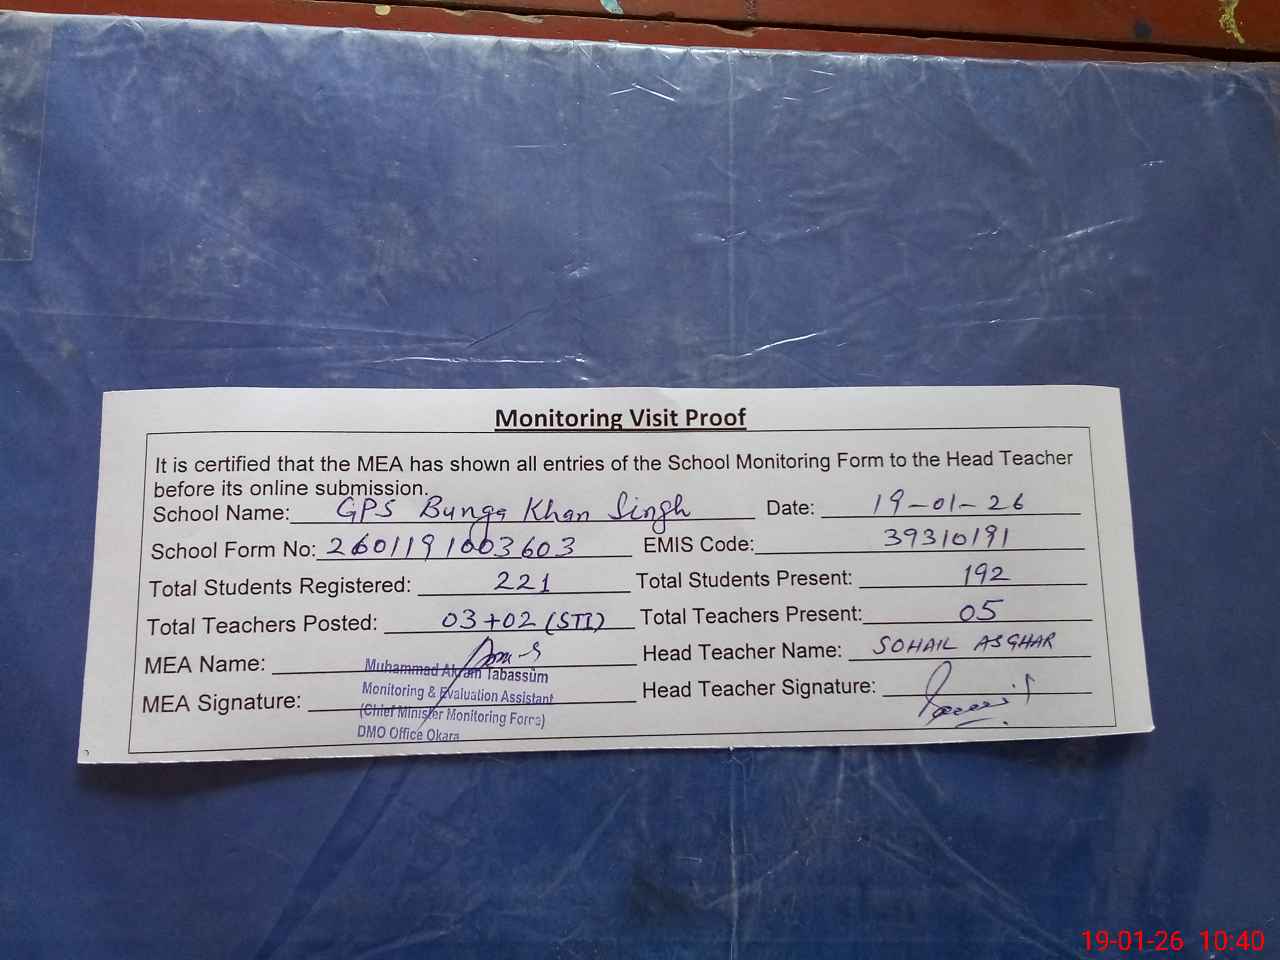 Monitoring Visit Proof
It is certified that the MEA has shown all entries of the School Monitoring Form to the Head Teacher
before its online submission.
School Name: GPS Bunga Khan Singh Date: 19-01-26
School Form No: 2601191003603 EMIS Code: 39310191
Total Students Registered: 221 Total Students Present: 192
Total Teachers Posted: 03+02 (STI) Total Teachers Present: 05
MEA Name: Head Teacher Name: SOHAIL ASGHAR
Muhammad Akram Tabassum
MEA Signature: Head Teacher Signature:
Monitoring & Evaluation Assistant
(Chief Minister Monitoring Force)
DMO Office Okara
19-01-26 10:40